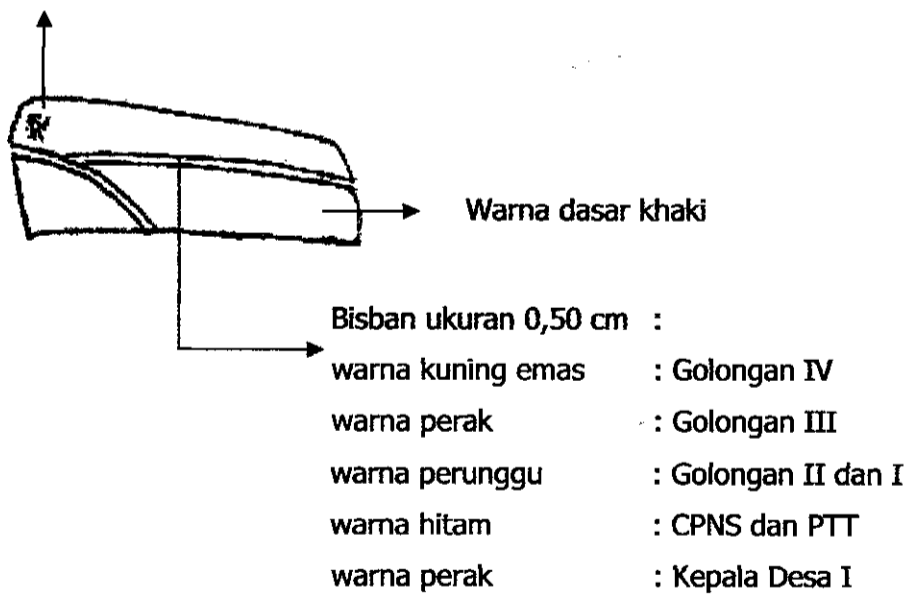 Warna dasar khaki
Bisban ukuran 0,50 cm :
warna kuning emas : Golongan IV
warna perak : Golongan III
warna perunggu : Golongan II dan I
warna hitam : CPNS dan PTT
warna perak : Kepala Desa I